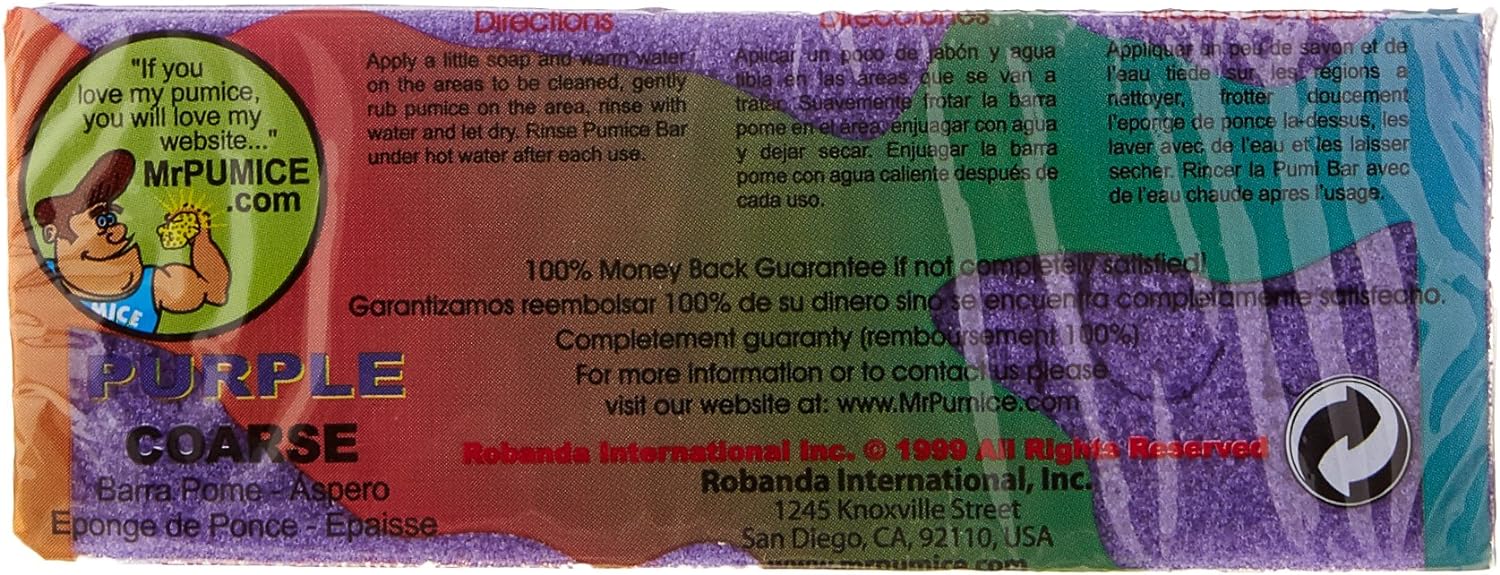 "If you
love my pumice,
you will love my
website..."
MrPUMICE
.com
MICE
PURPLE
COARSE
Barra Pome - Aspero
Eponge de Ponce - Epaisse
Directions
Apply a little soap and warm water
on the areas to be cleaned, gently
rub pumice on the area, rinse with
water and let dry. Rinse Pumice Bar
under hot water after each use.
Direcciones
Aplicar un poco de jabón y agua
tibia en las áreas que se van a
tratar. Suavemente frotar la barra
pome en el área, enjuagar con agua
y dejar secar. Enjuagar la barra
pome con agua caliente después de
cada uso.
Mode d'emploi
Appliquer un peu de savon et de
l'eau tiede sur les regions a
nettoyer, frotter doucement
l'eponge de ponce la-dessus, les
laver avec de l'eau et les laisser
secher. Rincer la Pumi Bar avec
de l'eau chaude apres l'usage.
100% Money Back Guarantee if not completely satisfied!
Garantizamos reembolsar 100% de su dinero sino se encuentra completamente satisfecho.
Completement guaranty (remboursement 100%)
For more information or to contact us please
visit our website at: www.MrPumice.com
Robanda International Inc. © 1999 All Rights Reserved
Robanda International, Inc.
1245 Knoxville Street
San Diego, CA, 92110, USA
www.mrpumice.com